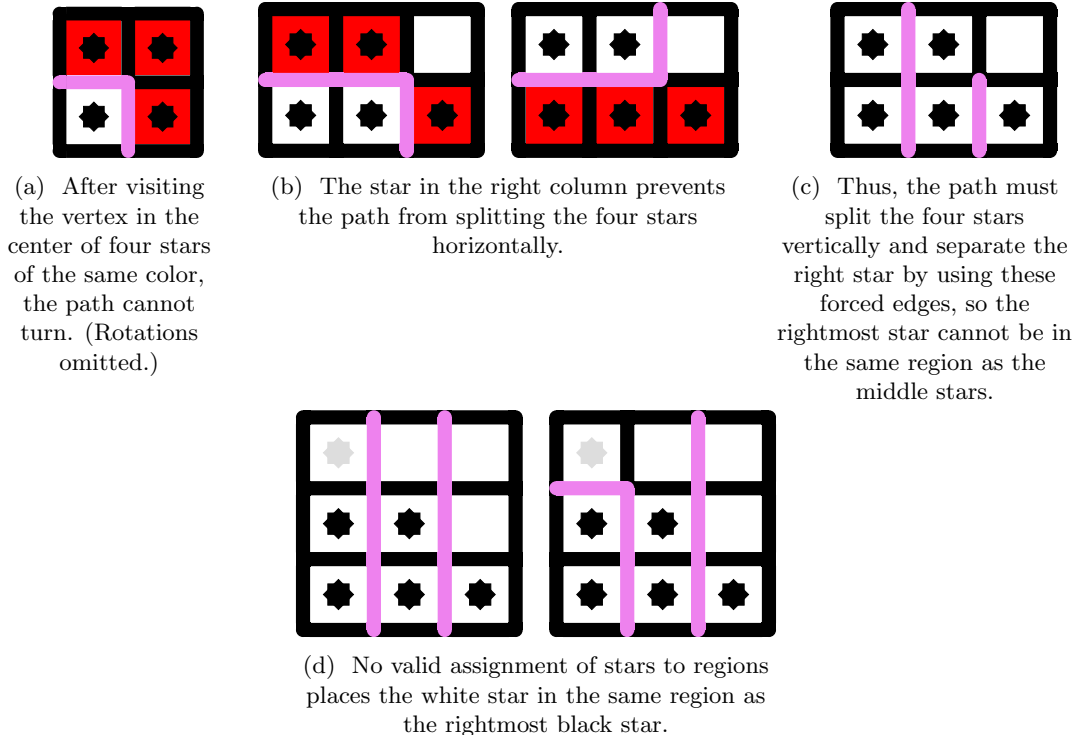 (a) After visiting
the vertex in the
center of four stars
of the same color,
the path cannot
turn. (Rotations
omitted.)
(b) The star in the right column prevents
the path from splitting the four stars
horizontally.
(c) Thus, the path must
split the four stars
vertically and separate the
right star by using these
forced edges, so the
rightmost star cannot be in
the same region as the
middle stars.
(d) No valid assignment of stars to regions
places the white star in the same region as
the rightmost black star.